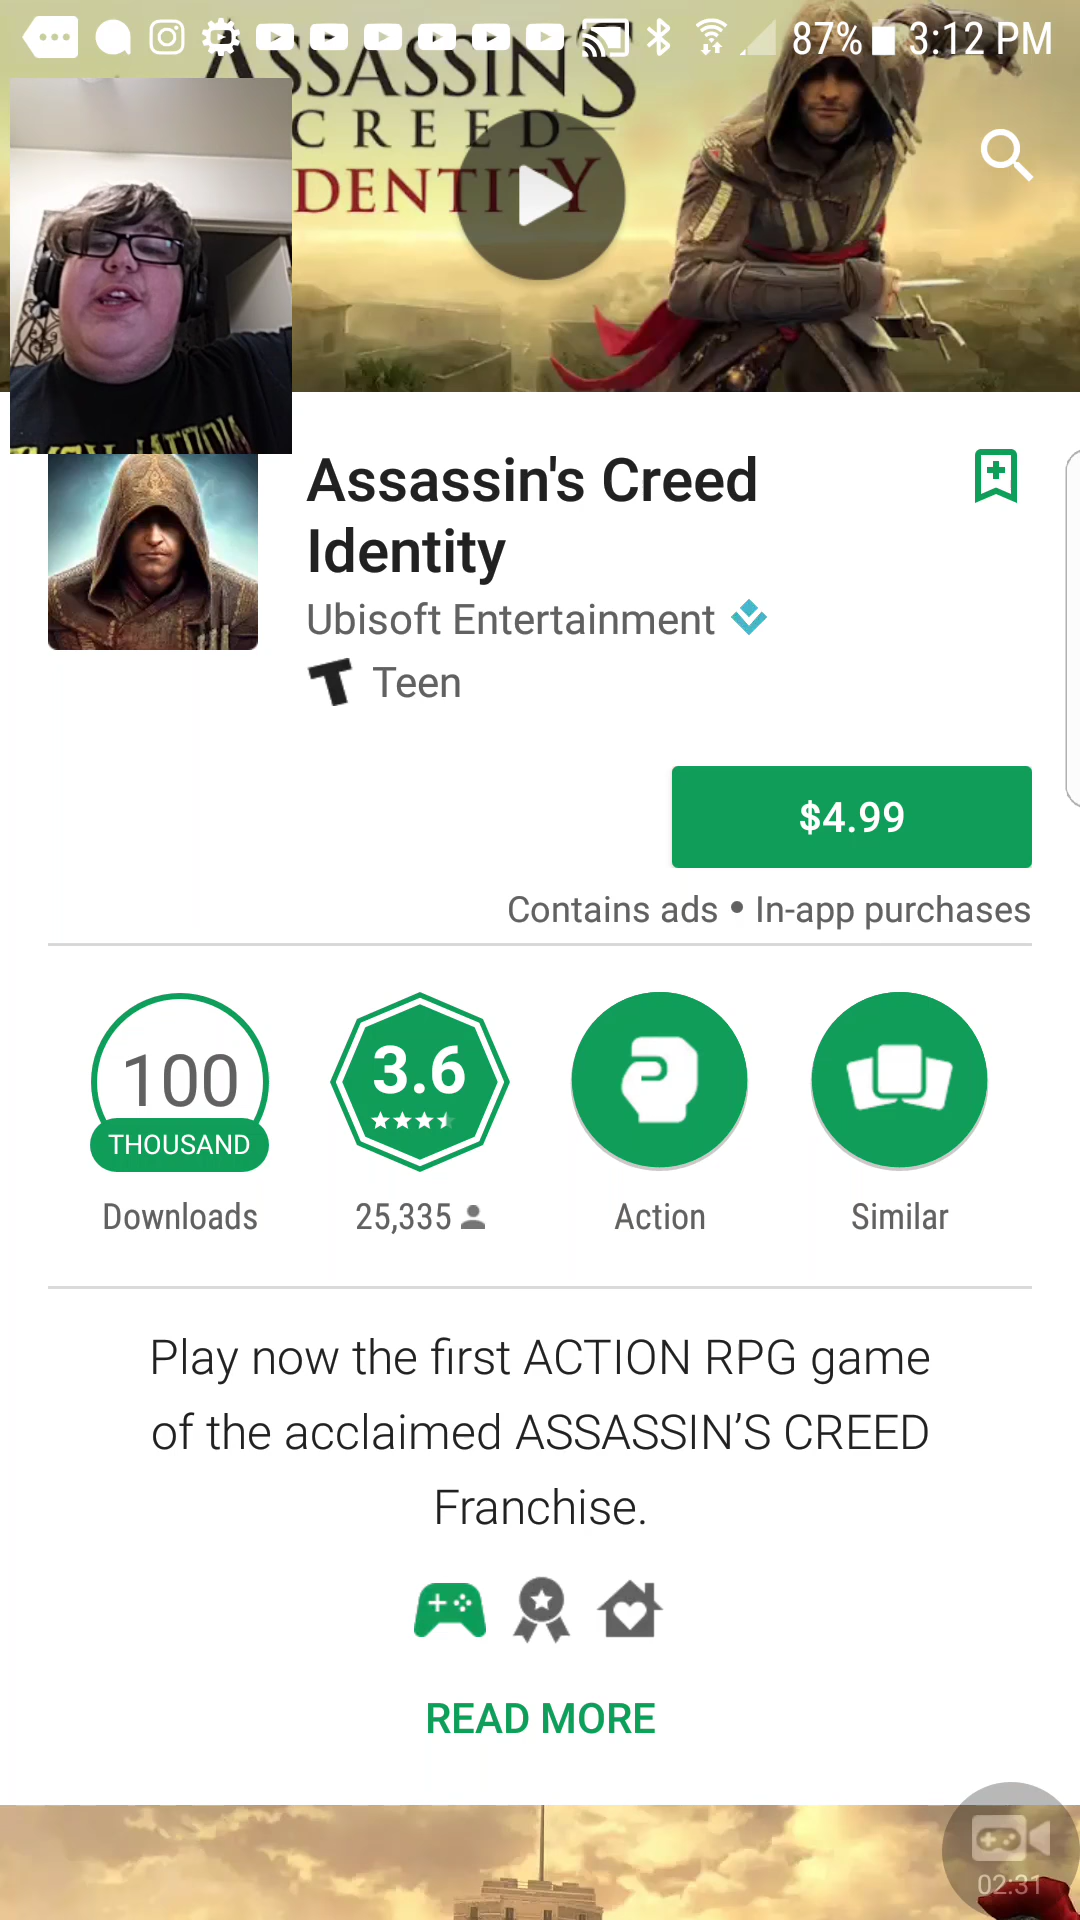 87% 3:12 PM
ASSASSIN'S
CREED
DENTITY
Assassin's Creed
Identity
Ubisoft Entertainment
T Teen
$4.99
Contains ads • In-app purchases
100
THOUSAND
3.6
Downloads
25,335
Action
Similar
Play now the first ACTION RPG game
of the acclaimed ASSASSIN’S CREED
Franchise.
READ MORE
02:31